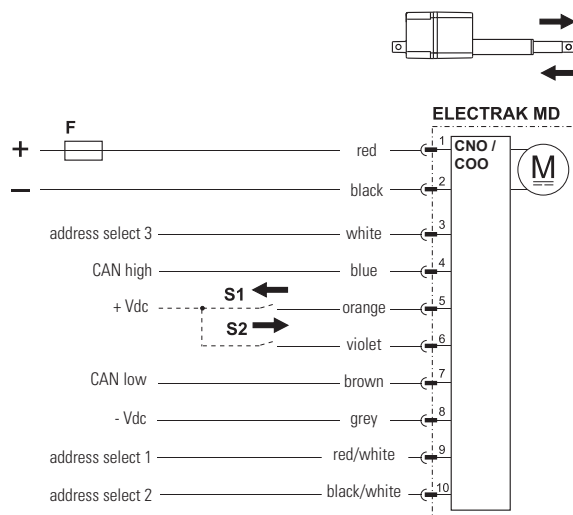 ELECTRAK MD
F
+ red 1 CNO / COO M
– black 2
address select 3 white 3
CAN high blue 4
S1
+ Vdc orange 5
S2
violet 6
CAN low brown 7
- Vdc grey 8
address select 1 red/white 9
address select 2 black/white 10